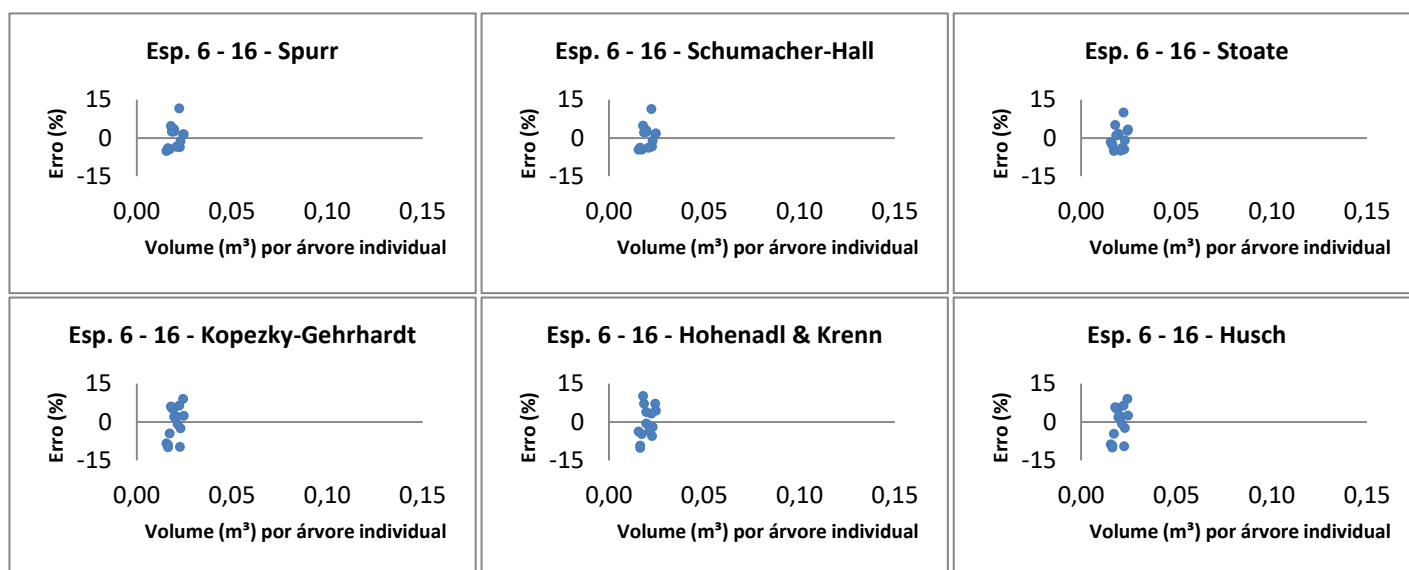 Esp. 6 - 16 - Spurr
15
0
-15
Erro (%)
0,00 0,05 0,10 0,15
Volume (m³) por árvore individual
Esp. 6 - 16 - Schumacher-Hall
15
0
-15
Erro (%)
0,00 0,05 0,10 0,15
Volume (m³) por árvore individual
Esp. 6 - 16 - Stoate
15
0
-15
Erro (%)
0,00 0,05 0,10 0,15
Volume (m³) por árvore individual
Esp. 6 - 16 - Kopezky-Gehrhardt
15
0
-15
Erro (%)
0,00 0,05 0,10 0,15
Volume (m³) por árvore individual
Esp. 6 - 16 - Hohenadl & Krenn
15
0
-15
Erro (%)
0,00 0,05 0,10 0,15
Volume (m³) por árvore individual
Esp. 6 - 16 - Husch
15
0
-15
Erro (%)
0,00 0,05 0,10 0,15
Volume (m³) por árvore individual